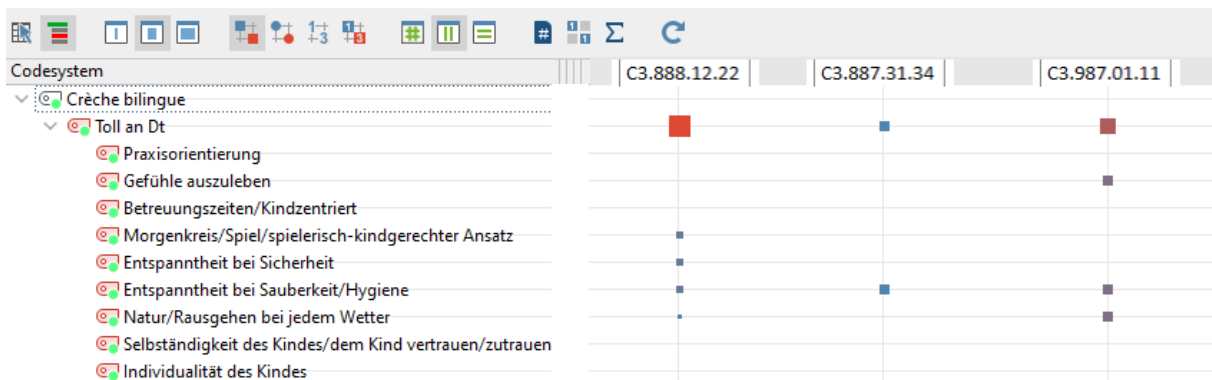 Codesystem C3.888.12.22 C3.887.31.34 C3.987.01.11
Crèche bilingue
Toll an Dt
Praxisorientierung
Gefühle auszuleben
Betreuungszeiten/Kindzentriert
Morgenkreis/Spiel/spielerisch-kindgerechter Ansatz
Entspanntheit bei Sicherheit
Entspanntheit bei Sauberkeit/Hygiene
Natur/Rausgehen bei jedem Wetter
Selbständigkeit des Kindes/dem Kind vertrauen/zutrauen
Individualität des Kindes